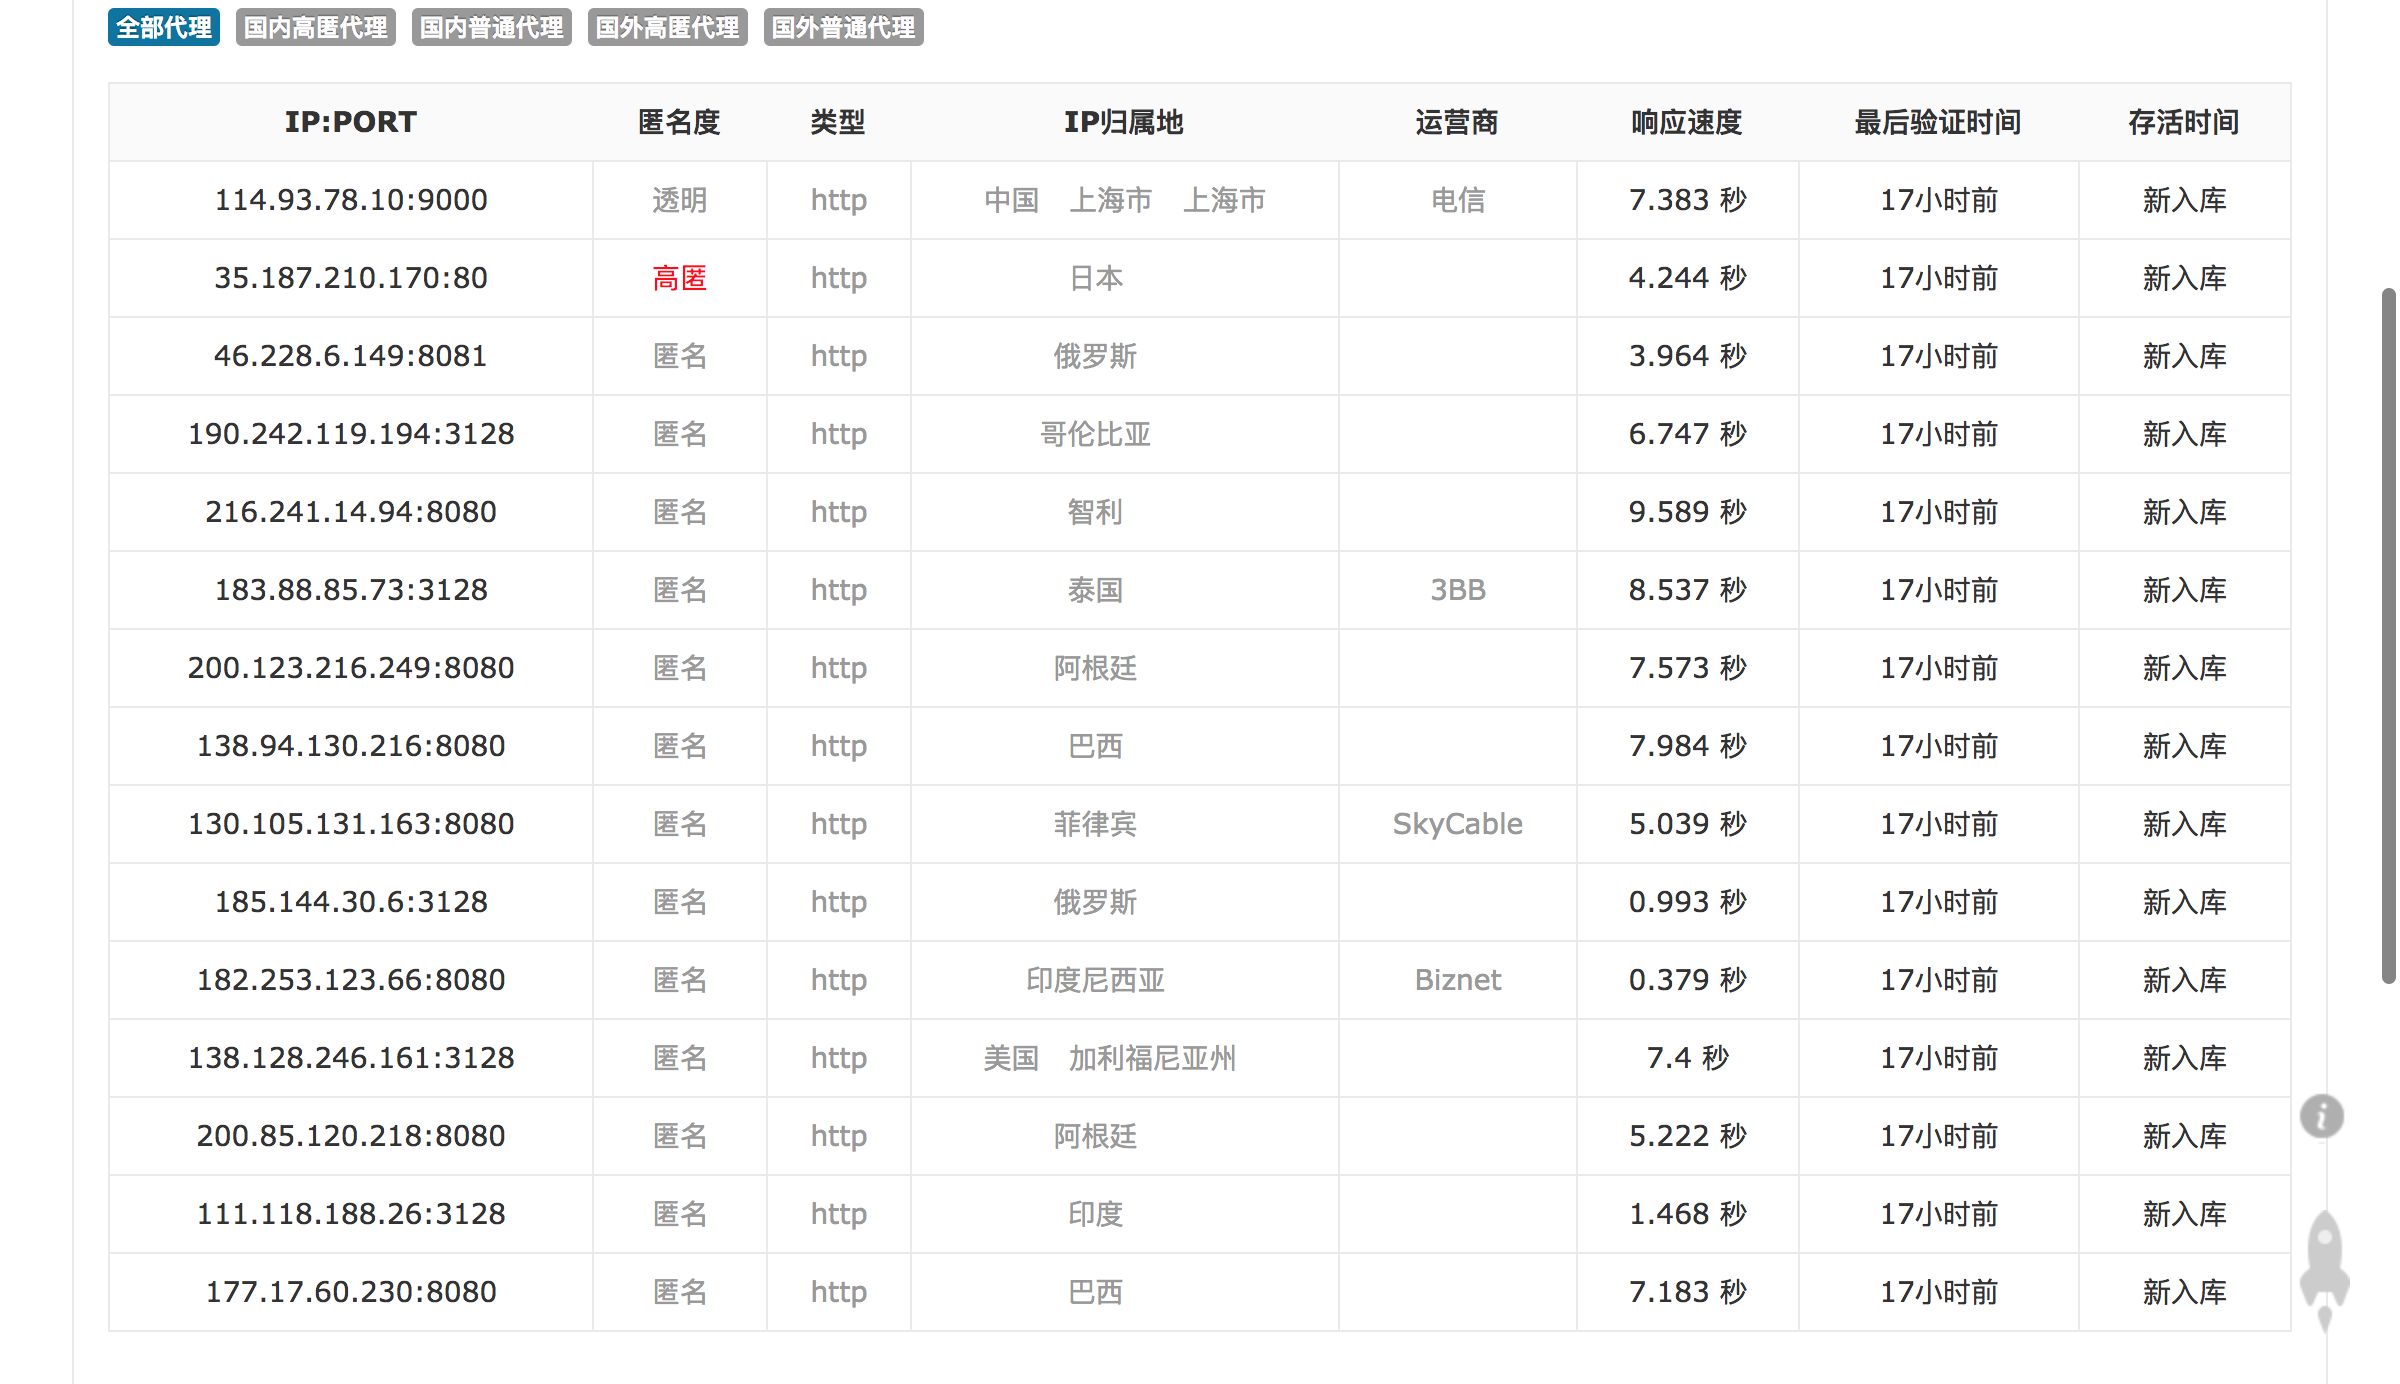 全部代理 国内高匿代理 国内普通代理 国外高匿代理 国外普通代理
IP:PORT 匿名度 类型 IP归属地 运营商 响应速度 最后验证时间 存活时间
114.93.78.10:9000 透明 http 中国 上海市 上海市 电信 7.383 秒 17小时前 新入库
35.187.210.170:80 高匿 http 日本 4.244 秒 17小时前 新入库
46.228.6.149:8081 匿名 http 俄罗斯 3.964 秒 17小时前 新入库
190.242.119.194:3128 匿名 http 哥伦比亚 6.747 秒 17小时前 新入库
216.241.14.94:8080 匿名 http 智利 9.589 秒 17小时前 新入库
183.88.85.73:3128 匿名 http 泰国 3BB 8.537 秒 17小时前 新入库
200.123.216.249:8080 匿名 http 阿根廷 7.573 秒 17小时前 新入库
138.94.130.216:8080 匿名 http 巴西 7.984 秒 17小时前 新入库
130.105.131.163:8080 匿名 http 菲律宾 SkyCable 5.039 秒 17小时前 新入库
185.144.30.6:3128 匿名 http 俄罗斯 0.993 秒 17小时前 新入库
182.253.123.66:8080 匿名 http 印度尼西亚 Biznet 0.379 秒 17小时前 新入库
138.128.246.161:3128 匿名 http 美国 加利福尼亚州 7.4 秒 17小时前 新入库
200.85.120.218:8080 匿名 http 阿根廷 5.222 秒 17小时前 新入库
111.118.188.26:3128 匿名 http 印度 1.468 秒 17小时前 新入库
177.17.60.230:8080 匿名 http 巴西 7.183 秒 17小时前 新入库